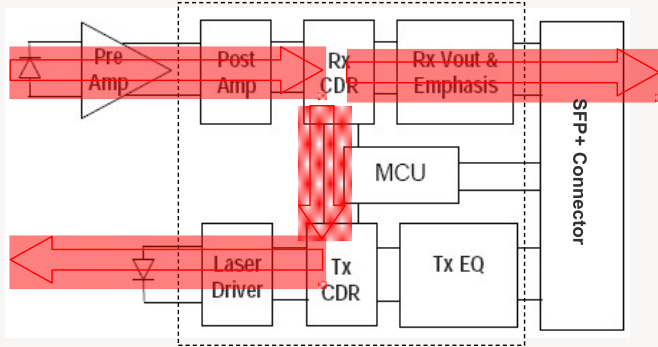 Pre
Amp
Post
Amp
Rx
CDR
Rx Vout &
Emphasis
SFP+ Connector
MCU
Laser
Driver
Tx
CDR
Tx EQ